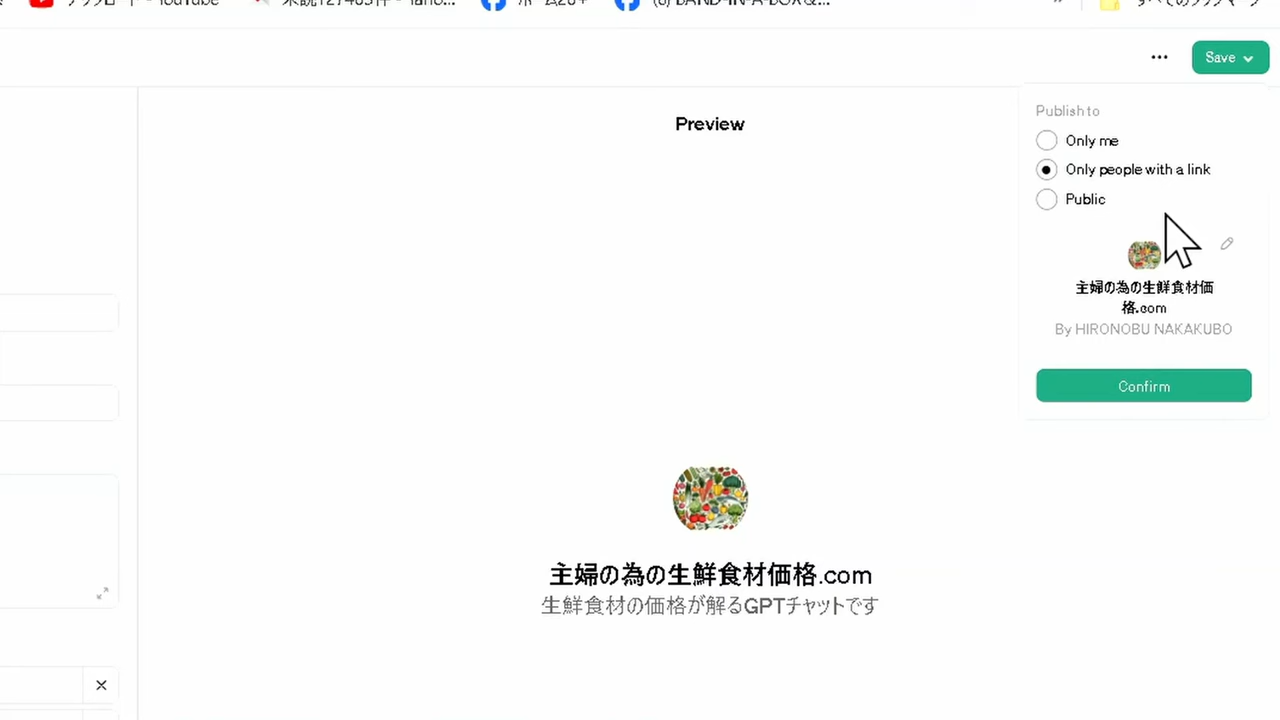 YouTube
Save
Publish to
Only me
Only people with a link
Public
主婦の為の生鮮食材価
格.com
By HIRONOBU NAKAKUBO
Confirm
Preview
主婦の為の生鮮食材価格.com
生鮮食材の価格が解るGPTチャットです